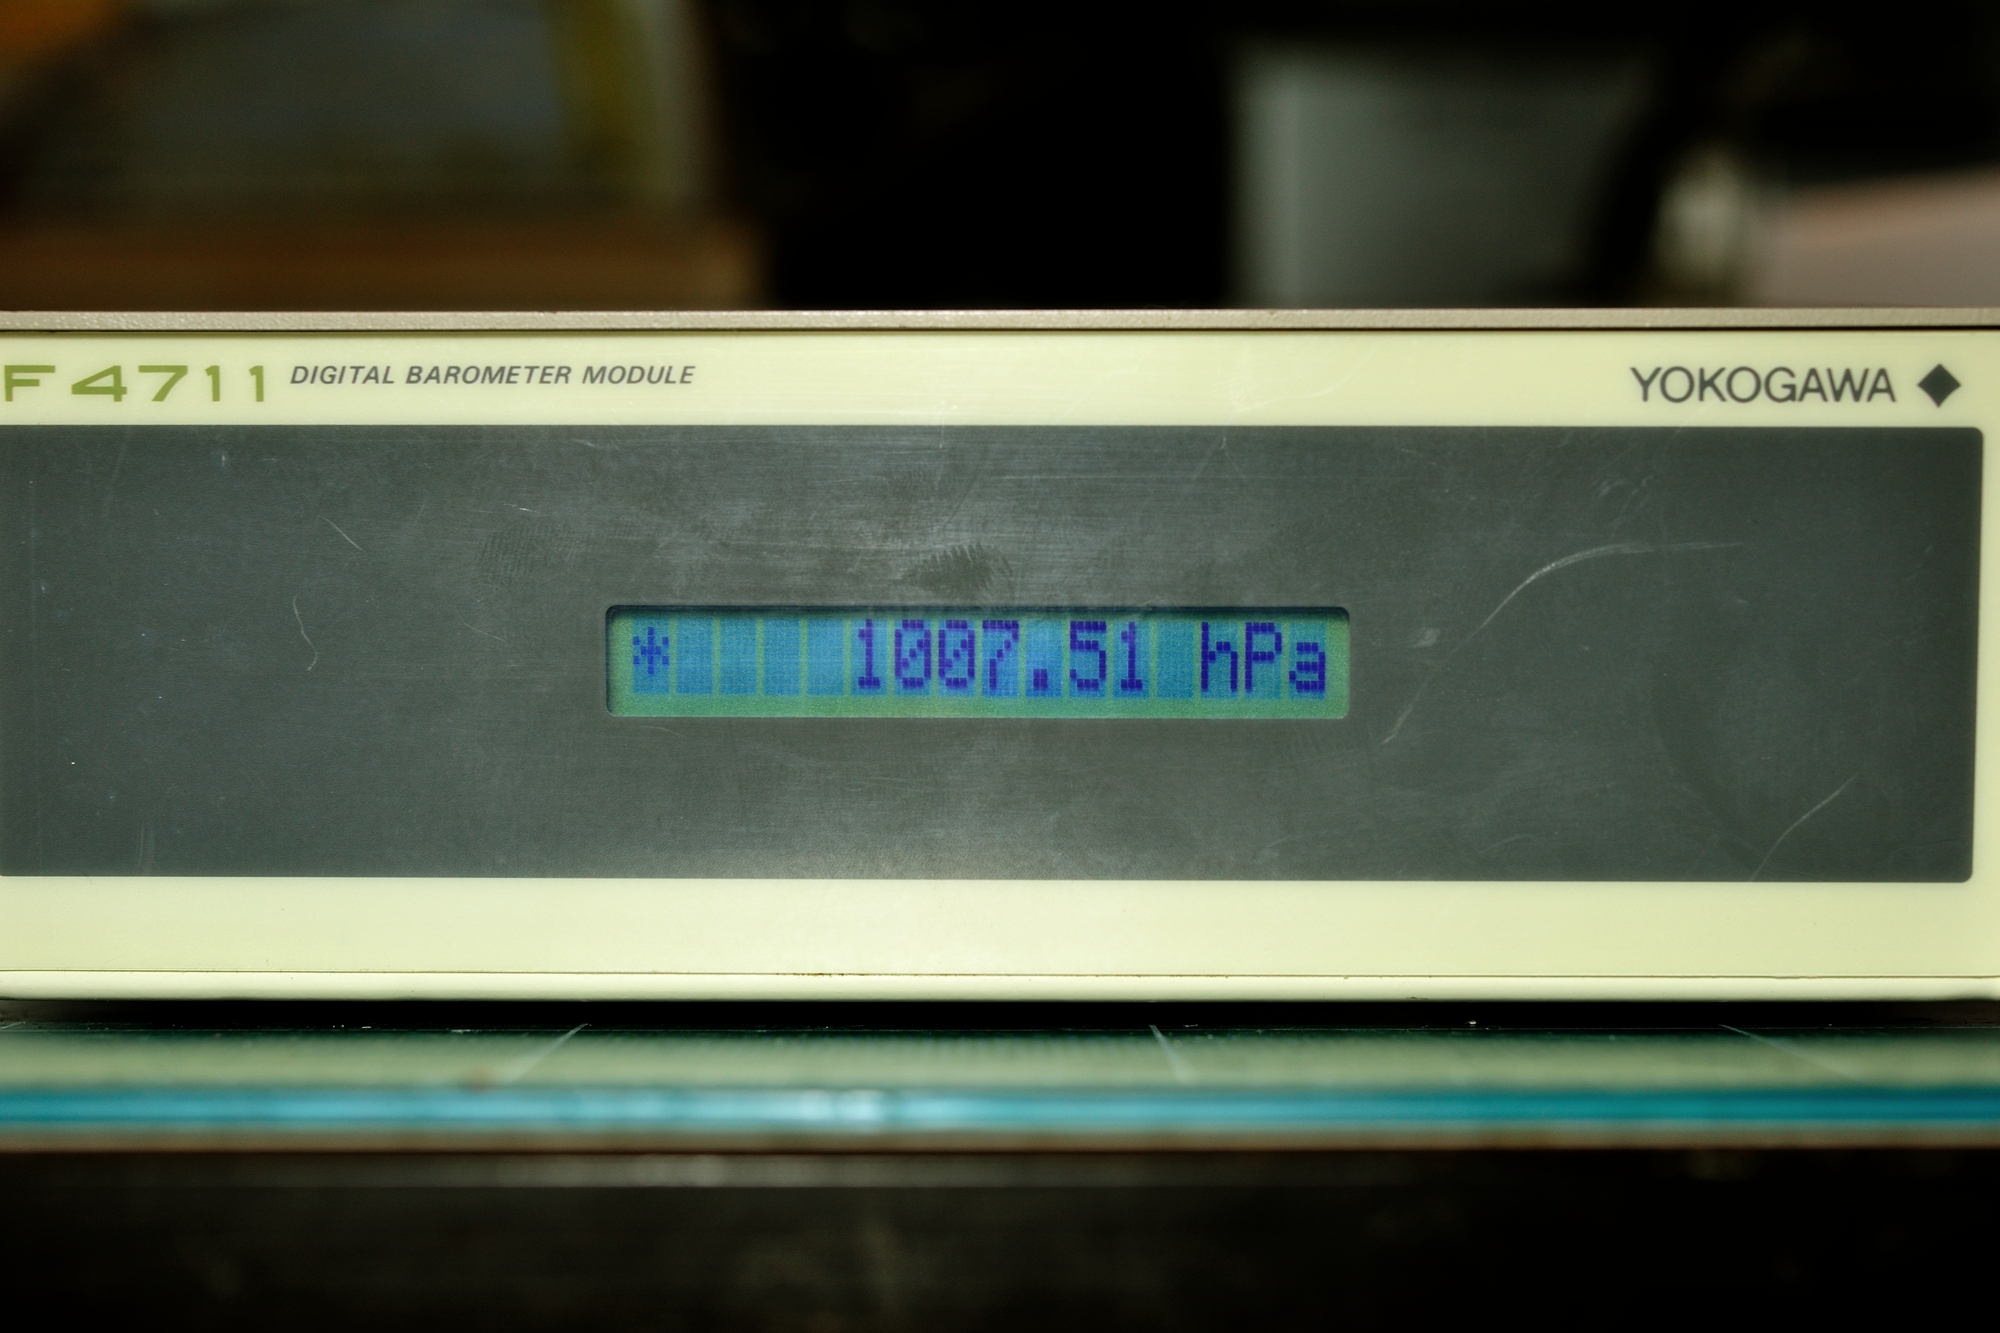 F4711 DIGITAL BAROMETER MODULE YOKOGAWA
* 1007.51 hPa